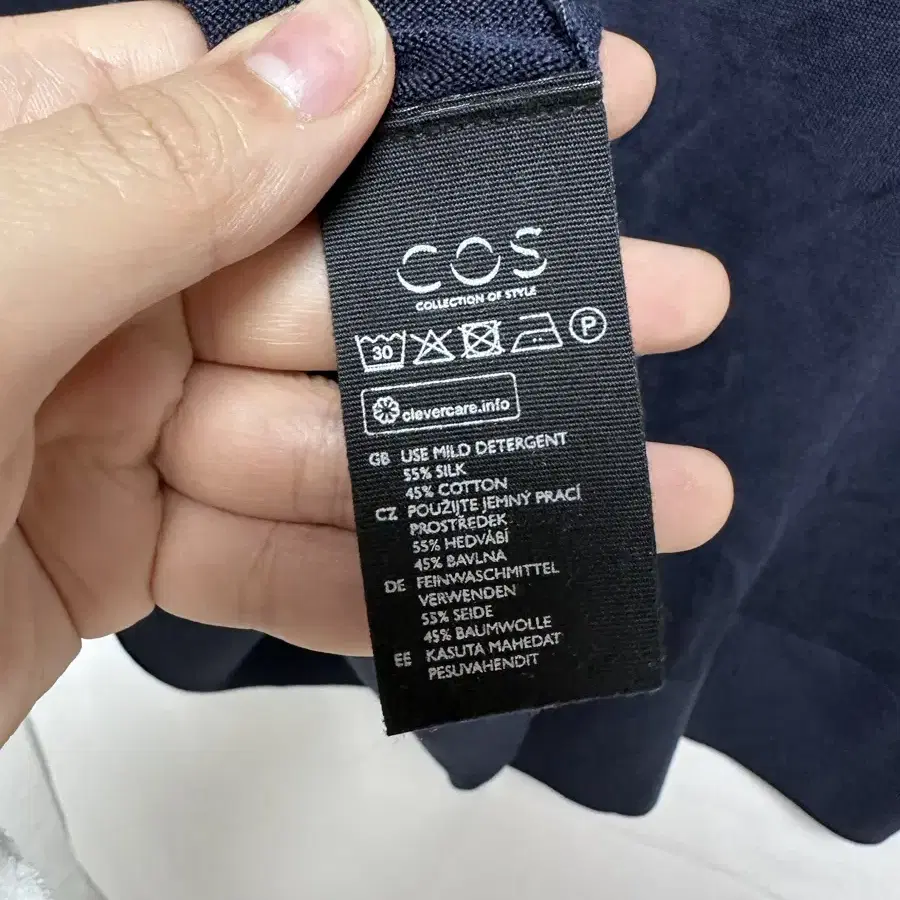 COS
COLLECTION OF STYLE
30 P
clevercare.info
GB USE MILD DETERGENT
55% SILK
45% COTTON
CZ POUŽIJTE JEMNÝ PRACÍ
PROSTŘEDEK
55% HEDVÁBÍ
45% BAVLNA
DE FEINWASCHMITTEL
VERWENDEN
55% SEIDE
45% BAUMWOLLE
EE KASUTA MAHEDAT
PESUVAHENDIT